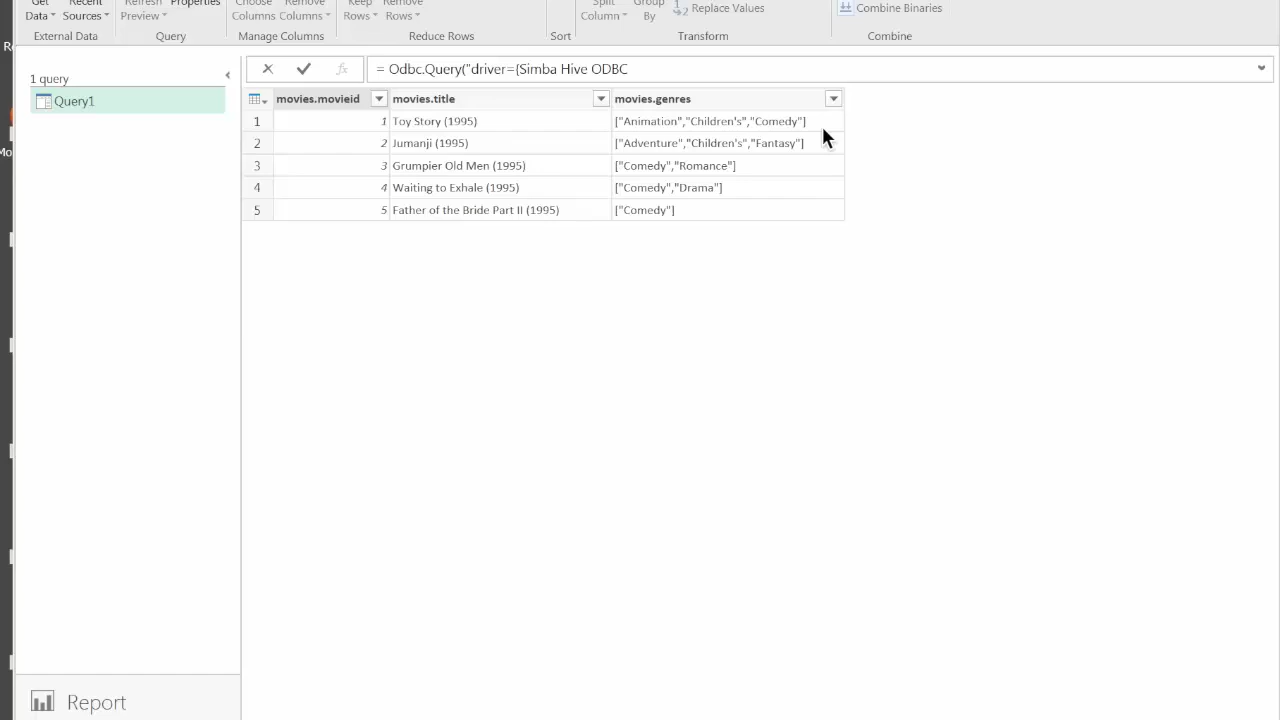 Get Recent Refresh Properties Choose Remove Keep Remove Split Group Replace Values Combine Binaries
Data Sources Preview Columns Columns Rows Rows Column By
External Data Query Manage Columns Reduce Rows Sort Transform Combine
1 query
= Odbc.Query("driver={Simba Hive ODBC
Query1
movies.movieid movies.title movies.genres
1 1 Toy Story (1995) ["Animation","Children's","Comedy"]
2 2 Jumanji (1995) ["Adventure","Children's","Fantasy"]
3 3 Grumpier Old Men (1995) ["Comedy","Romance"]
4 4 Waiting to Exhale (1995) ["Comedy","Drama"]
5 5 Father of the Bride Part II (1995) ["Comedy"]
Report